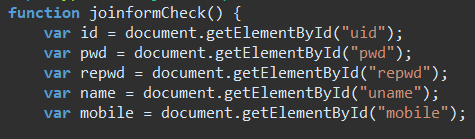 function joinformCheck() {
    var id = document.getElementById("uid");
    var pwd = document.getElementById("pwd");
    var repwd = document.getElementById("repwd");
    var name = document.getElementById("uname");
    var mobile = document.getElementById("mobile");